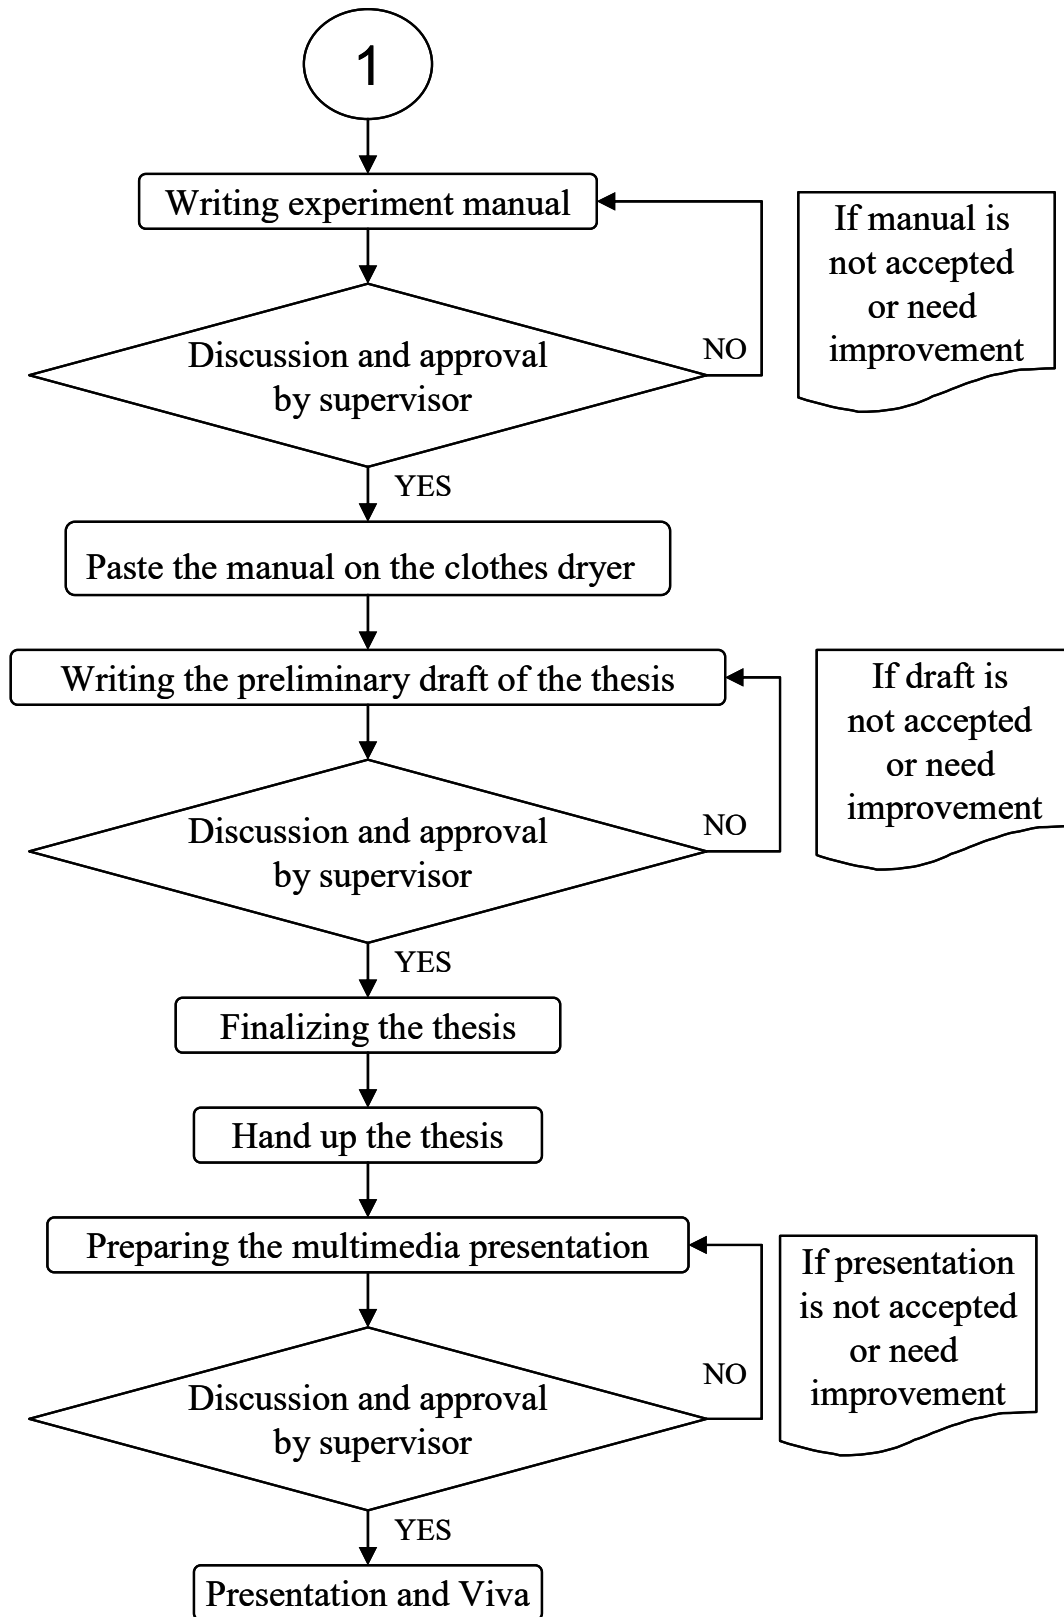 1
Writing experiment manual
If manual is
not accepted
or need
improvement
Discussion and approval
by supervisor
NO
YES
Paste the manual on the clothes dryer
Writing the preliminary draft of the thesis
If draft is
not accepted
or need
improvement
Discussion and approval
by supervisor
NO
YES
Finalizing the thesis
Hand up the thesis
Preparing the multimedia presentation
If presentation
is not accepted
or need
improvement
Discussion and approval
by supervisor
NO
YES
Presentation and Viva